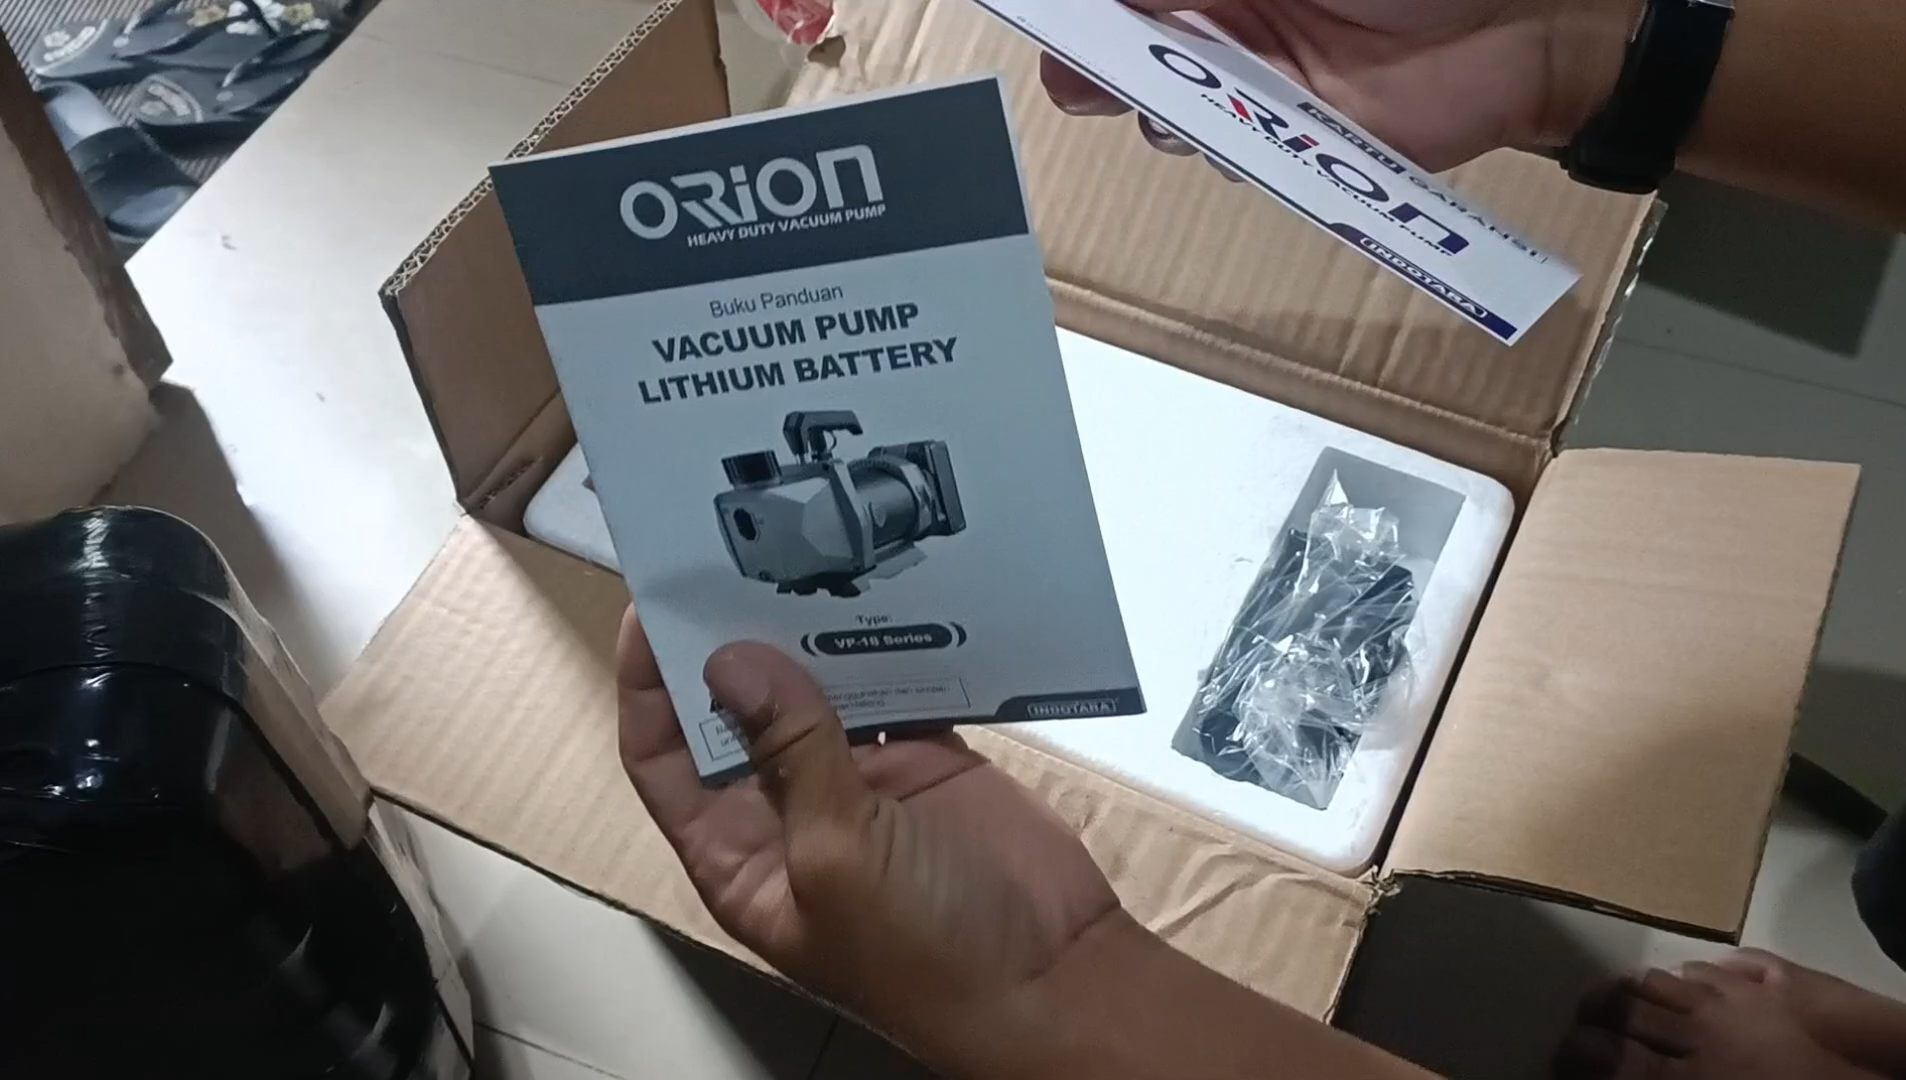 ORiOn
HEAVY DUTY VACUUM PUMP
Buku Panduan
VACUUM PUMP
LITHIUM BATTERY
Type:
VP-18 Series
INDOTARA
KARTU GARANSI
ORiOn
HEAVY DUTY VACUUM PUMP
INDOTARA